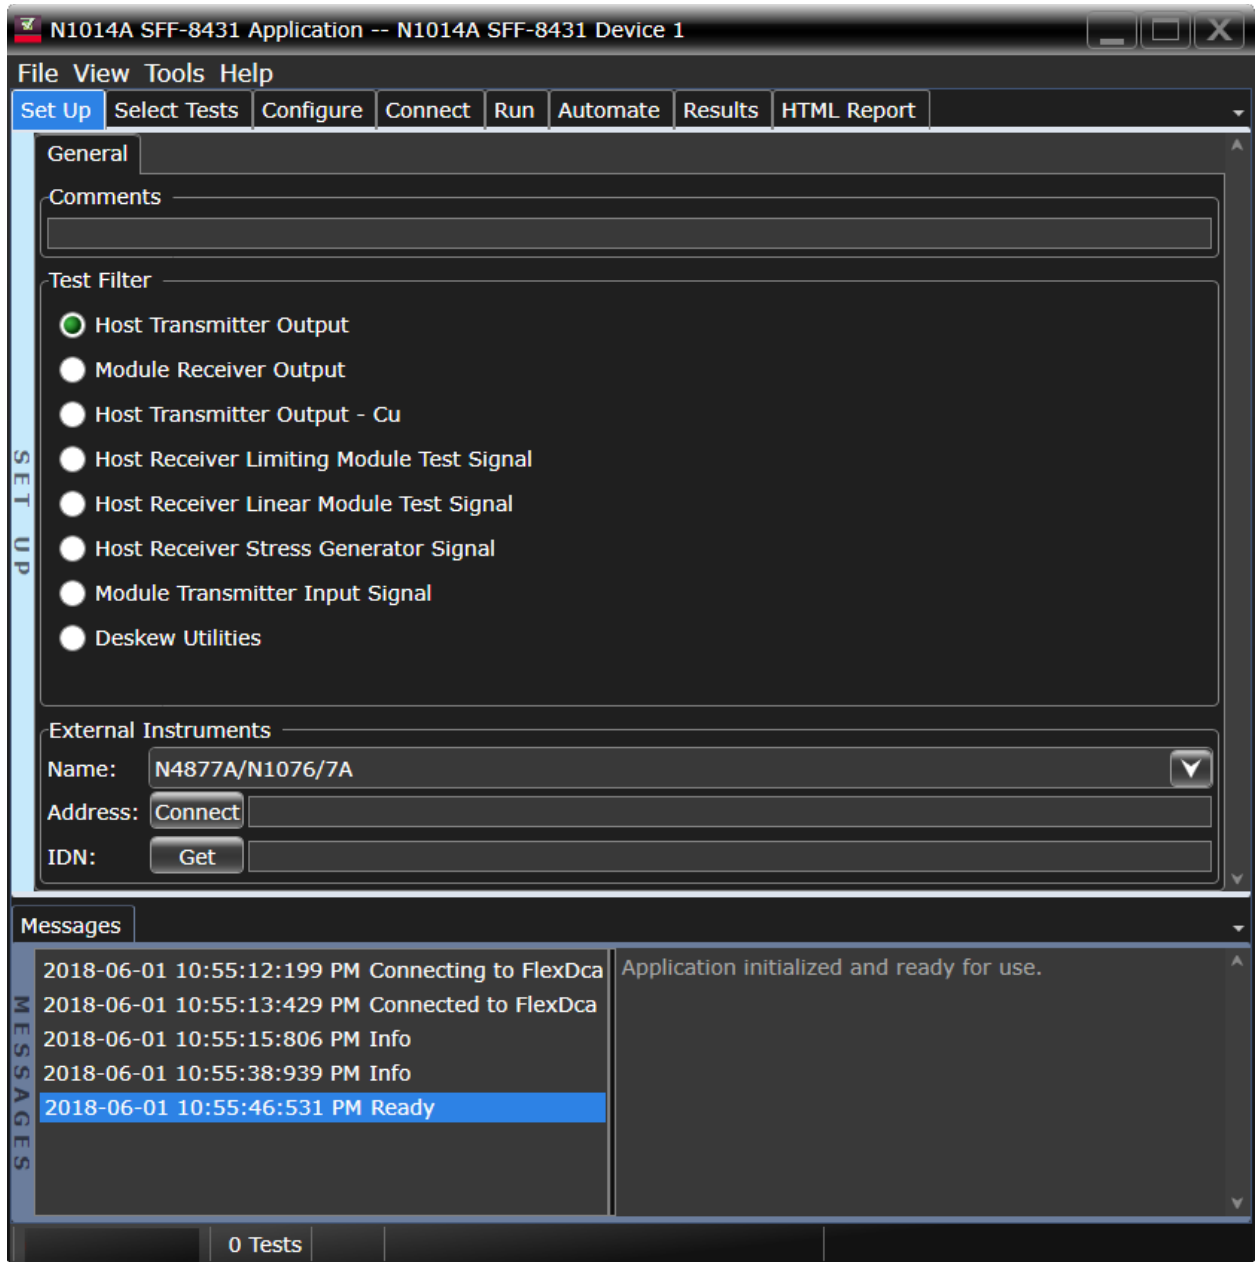 N1014A SFF-8431 Application -- N1014A SFF-8431 Device 1
File View Tools Help
Set Up Select Tests Configure Connect Run Automate Results HTML Report
General
Comments
Test Filter
Host Transmitter Output
Module Receiver Output
Host Transmitter Output - Cu
Host Receiver Limiting Module Test Signal
Host Receiver Linear Module Test Signal
Host Receiver Stress Generator Signal
Module Transmitter Input Signal
Deskew Utilities
SET UP
External Instruments
Name: N4877A/N1076/7A
Address: Connect
IDN: Get
Messages
2018-06-01 10:55:12:199 PM Connecting to FlexDca
2018-06-01 10:55:13:429 PM Connected to FlexDca
2018-06-01 10:55:15:806 PM Info
2018-06-01 10:55:38:939 PM Info
2018-06-01 10:55:46:531 PM Ready
Application initialized and ready for use.
MESSAGES
0 Tests